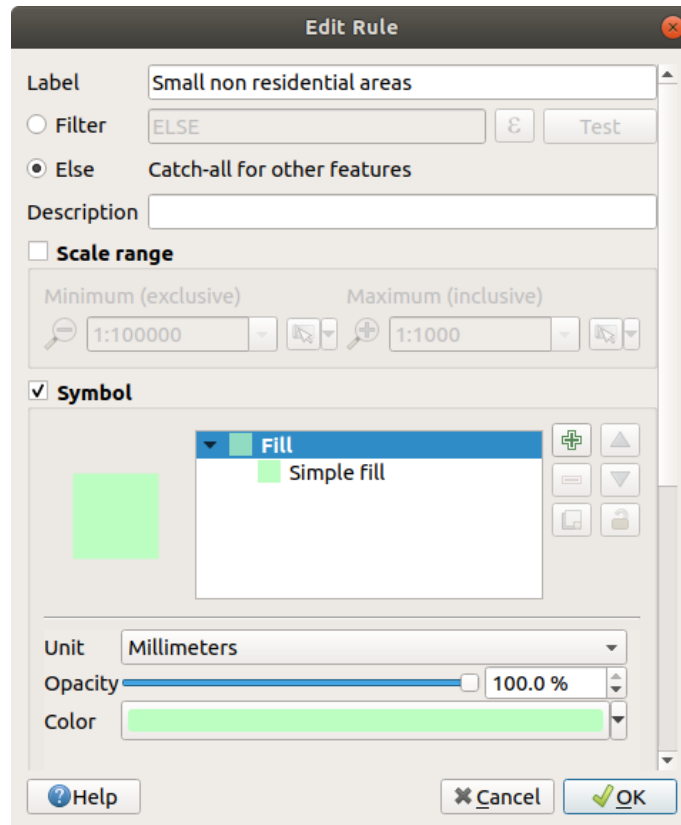 Edit Rule
Label Small non residential areas
Filter ELSE ε Test
Else Catch-all for other features
Description
Scale range
Minimum (exclusive) Maximum (inclusive)
1:100000 1:1000
Symbol
Fill
Simple fill
Unit Millimeters
Opacity 100.0 %
Color
Help Cancel OK